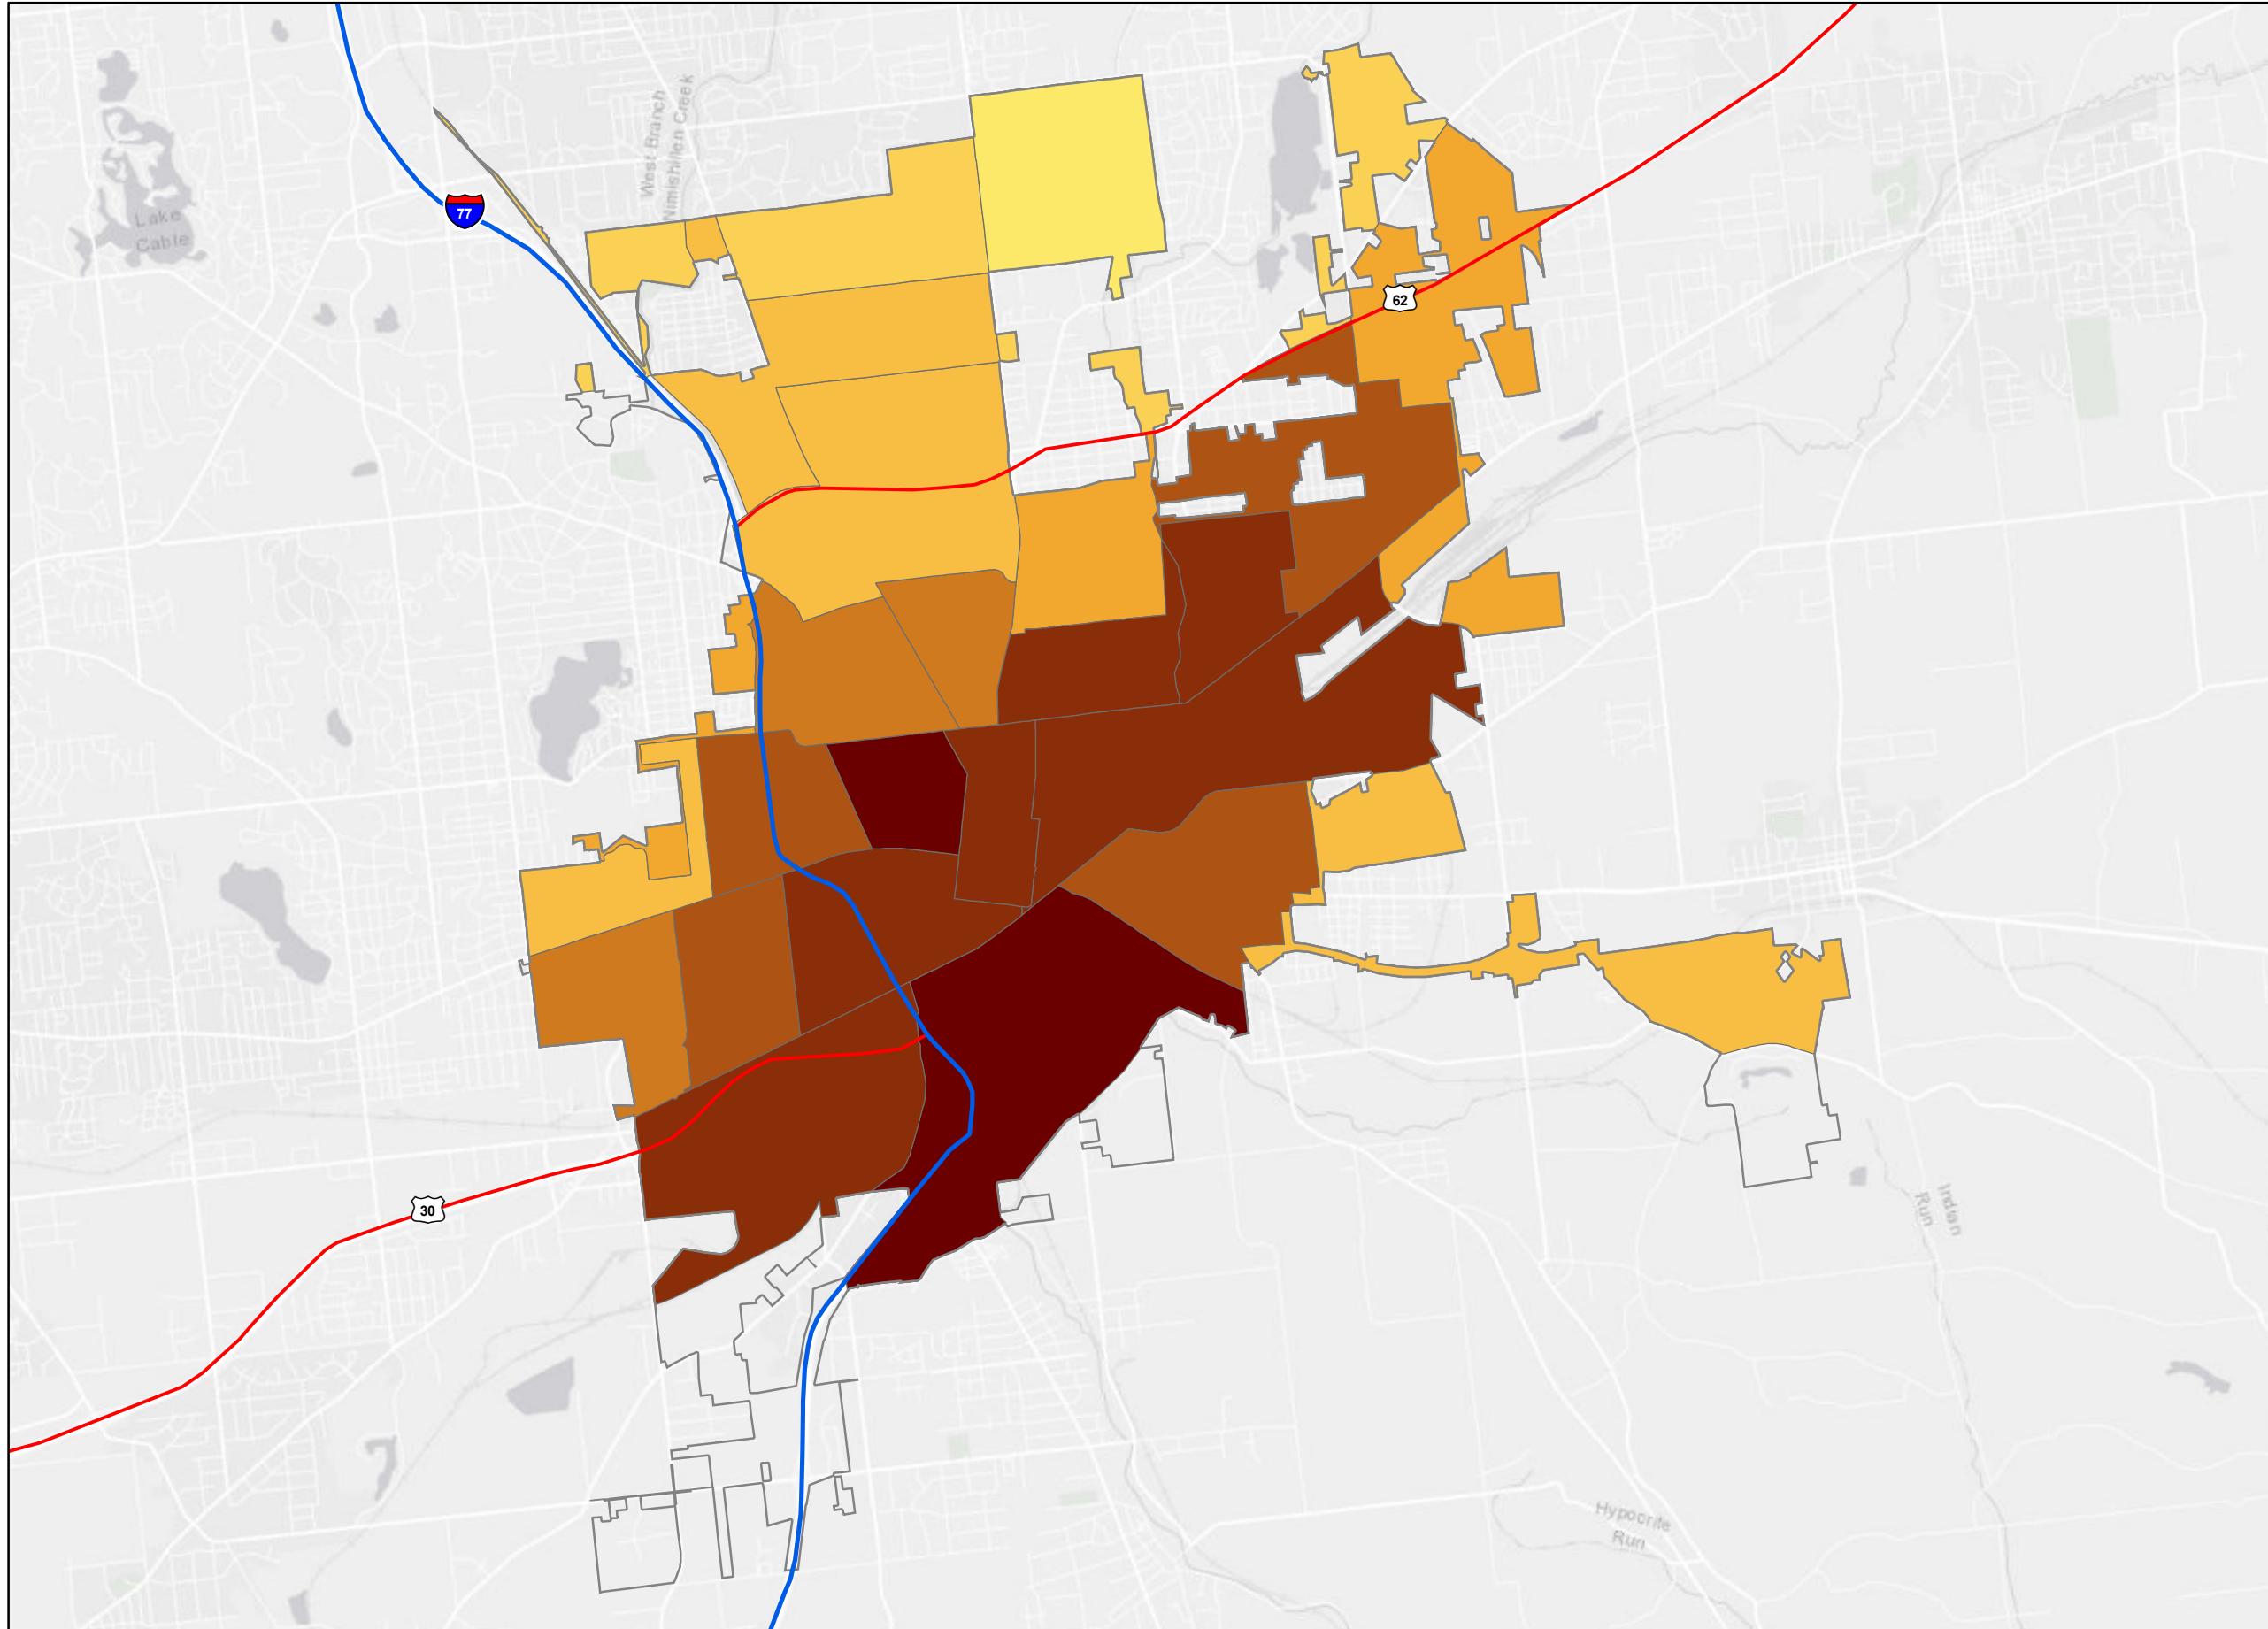 West Branch
Nimishillen Creek
77
Lake
Cable
62
30
Indian
Run
Hypocrite
Run